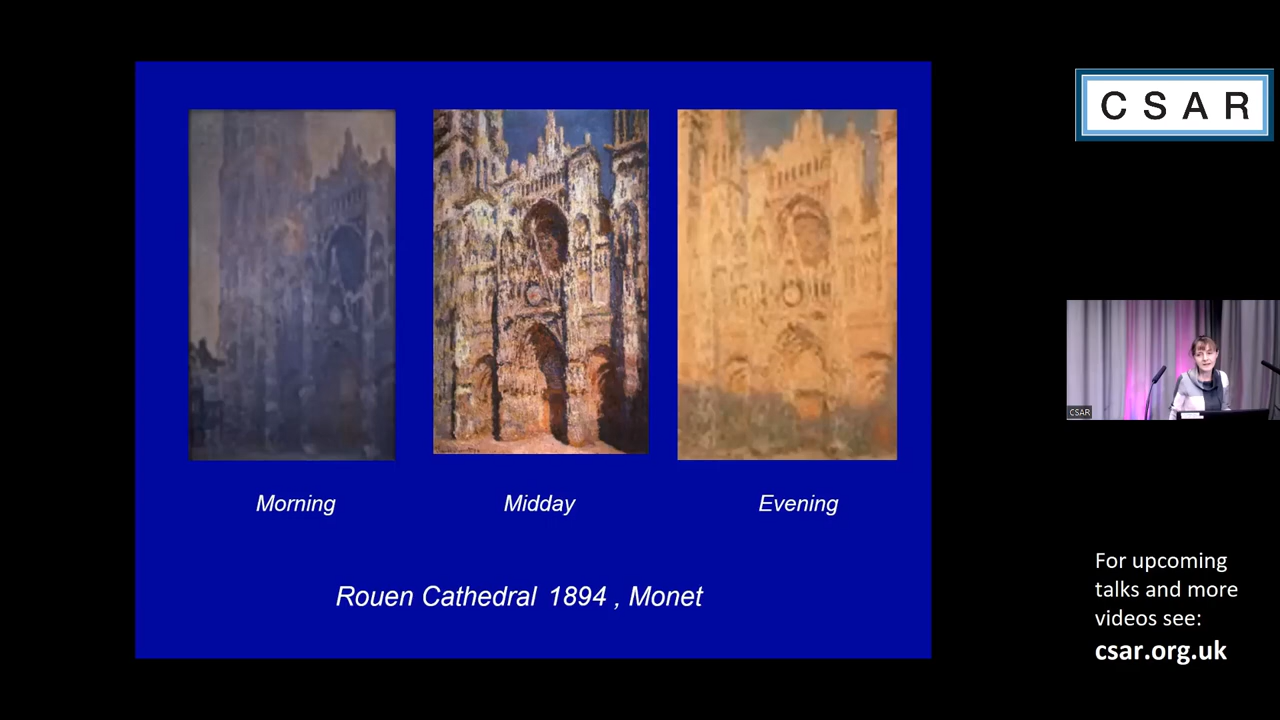 Morning
Midday
Evening
Rouen Cathedral 1894 , Monet
C S A R
CSAR
For upcoming
talks and more
videos see:
csar.org.uk